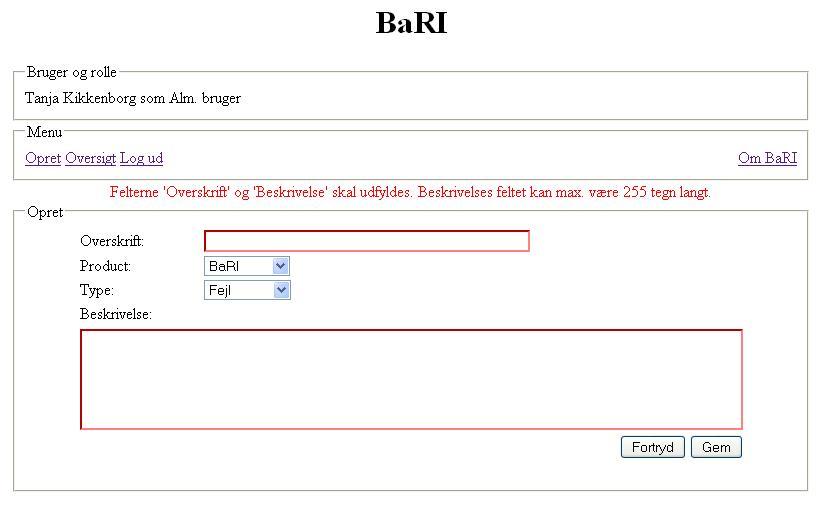 BaRI
Bruger og rolle
Tanja Kikkenborg som Alm. bruger
Menu
Opret Oversigt Log ud Om BaRI
Felterne 'Overskrift' og 'Beskrivelse' skal udfyldes. Beskrivelses feltet kan max. være 255 tegn langt.
Opret
Overskrift:
Product: BaRI
Type: Fejl
Beskrivelse:
Fortryd Gem